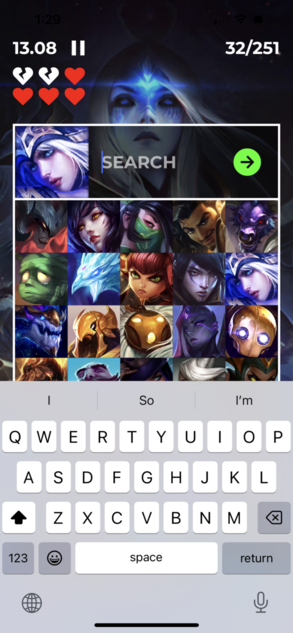 1:29
13.08
32/251
SEARCH
I So I'm
Q W E R T Y U I O P
A S D F G H J K L
Z X C V B N M
123 space return